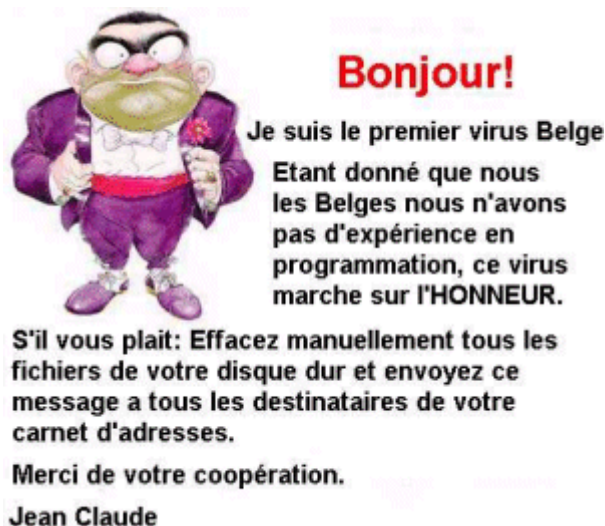 Bonjour!
Je suis le premier virus Belge
Etant donné que nous
les Belges nous n'avons
pas d'expérience en
programmation, ce virus
marche sur l'HONNEUR.
S'il vous plait: Effacez manuellement tous les
fichiers de votre disque dur et envoyez ce
message a tous les destinataires de votre
carnet d'adresses.
Merci de votre coopération.
Jean Claude